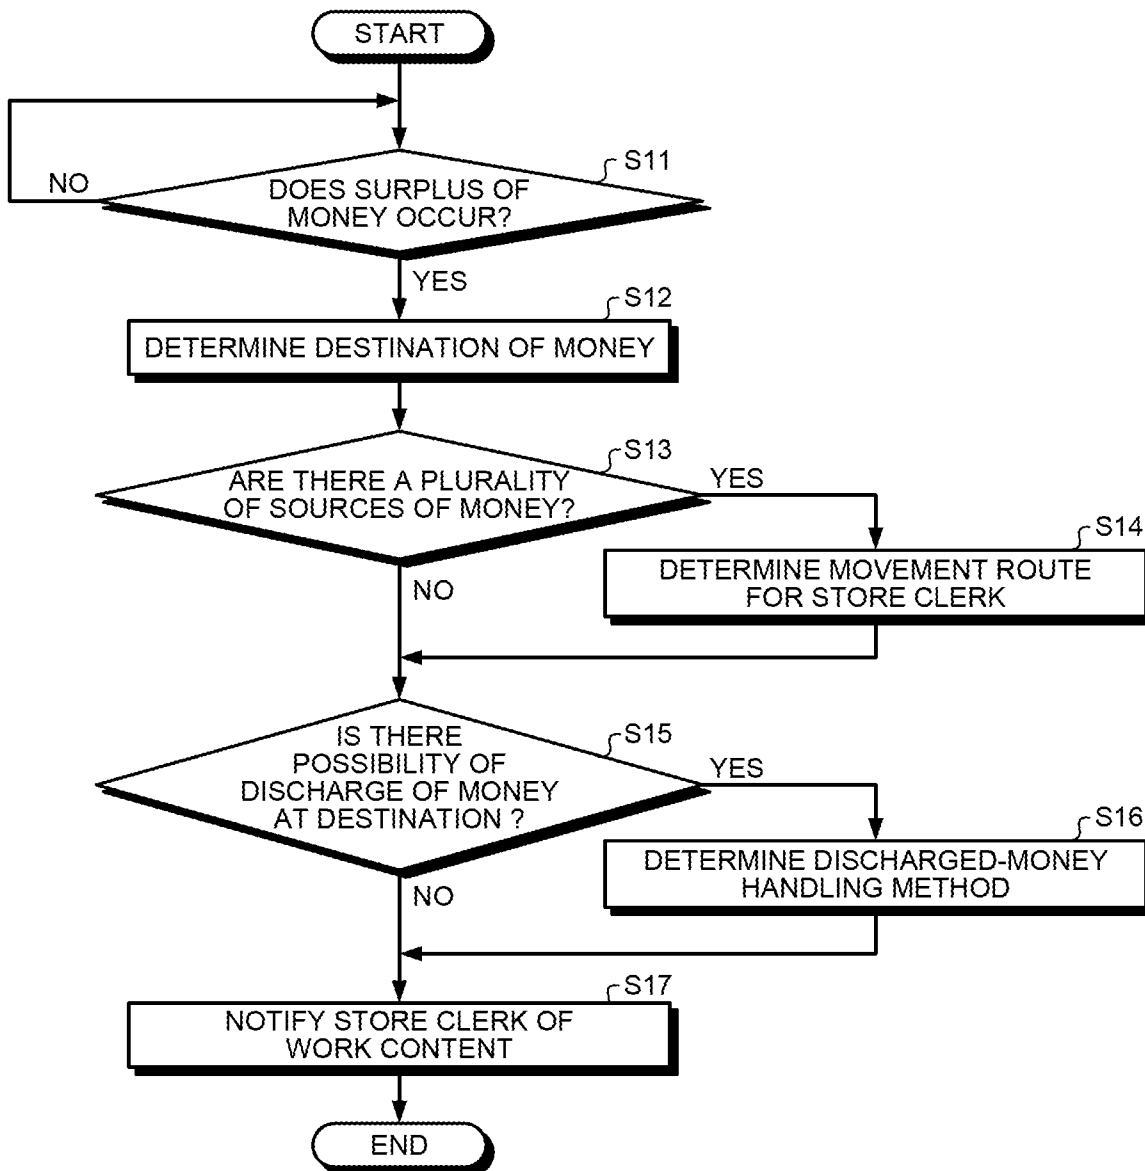 START
S11
NO
DOES SURPLUS OF
MONEY OCCUR?
YES
S12
DETERMINE DESTINATION OF MONEY
S13
ARE THERE A PLURALITY
OF SOURCES OF MONEY?
YES
S14
DETERMINE MOVEMENT ROUTE
FOR STORE CLERK
NO
S15
IS THERE
POSSIBILITY OF
DISCHARGE OF MONEY
AT DESTINATION ?
YES
S16
DETERMINE DISCHARGED-MONEY
HANDLING METHOD
NO
S17
NOTIFY STORE CLERK OF
WORK CONTENT
END